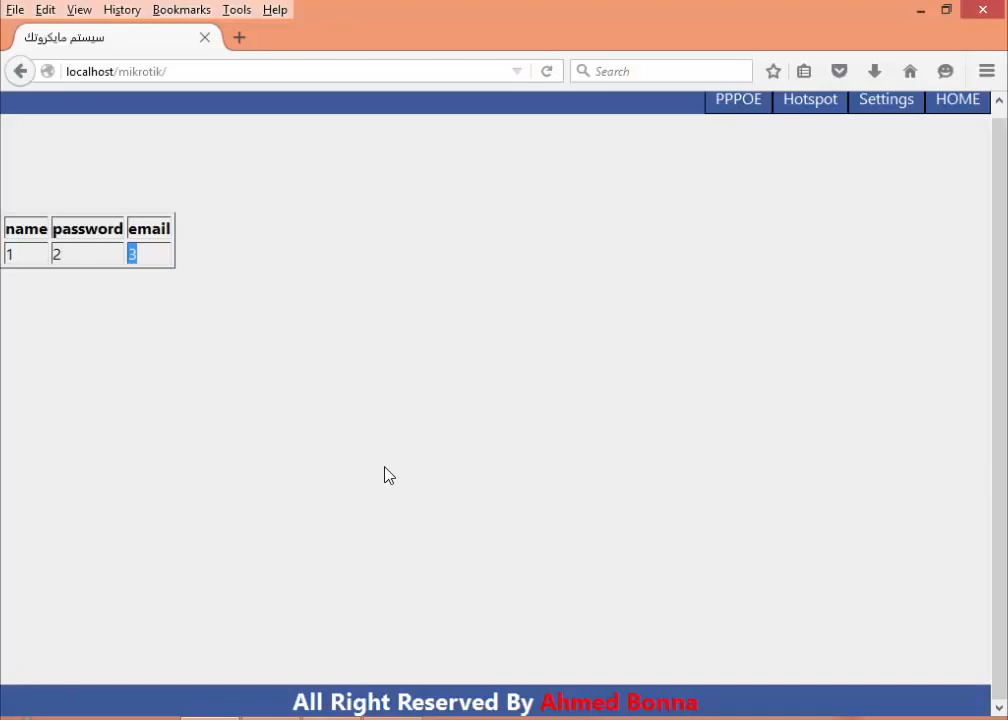 File Edit View History Bookmarks Tools Help
سيستم مايكروتك
localhost/mikrotik/
Search
PPPOE Hotspot Settings HOME
name password email
1 2 3
All Right Reserved By Ahmed Bonna